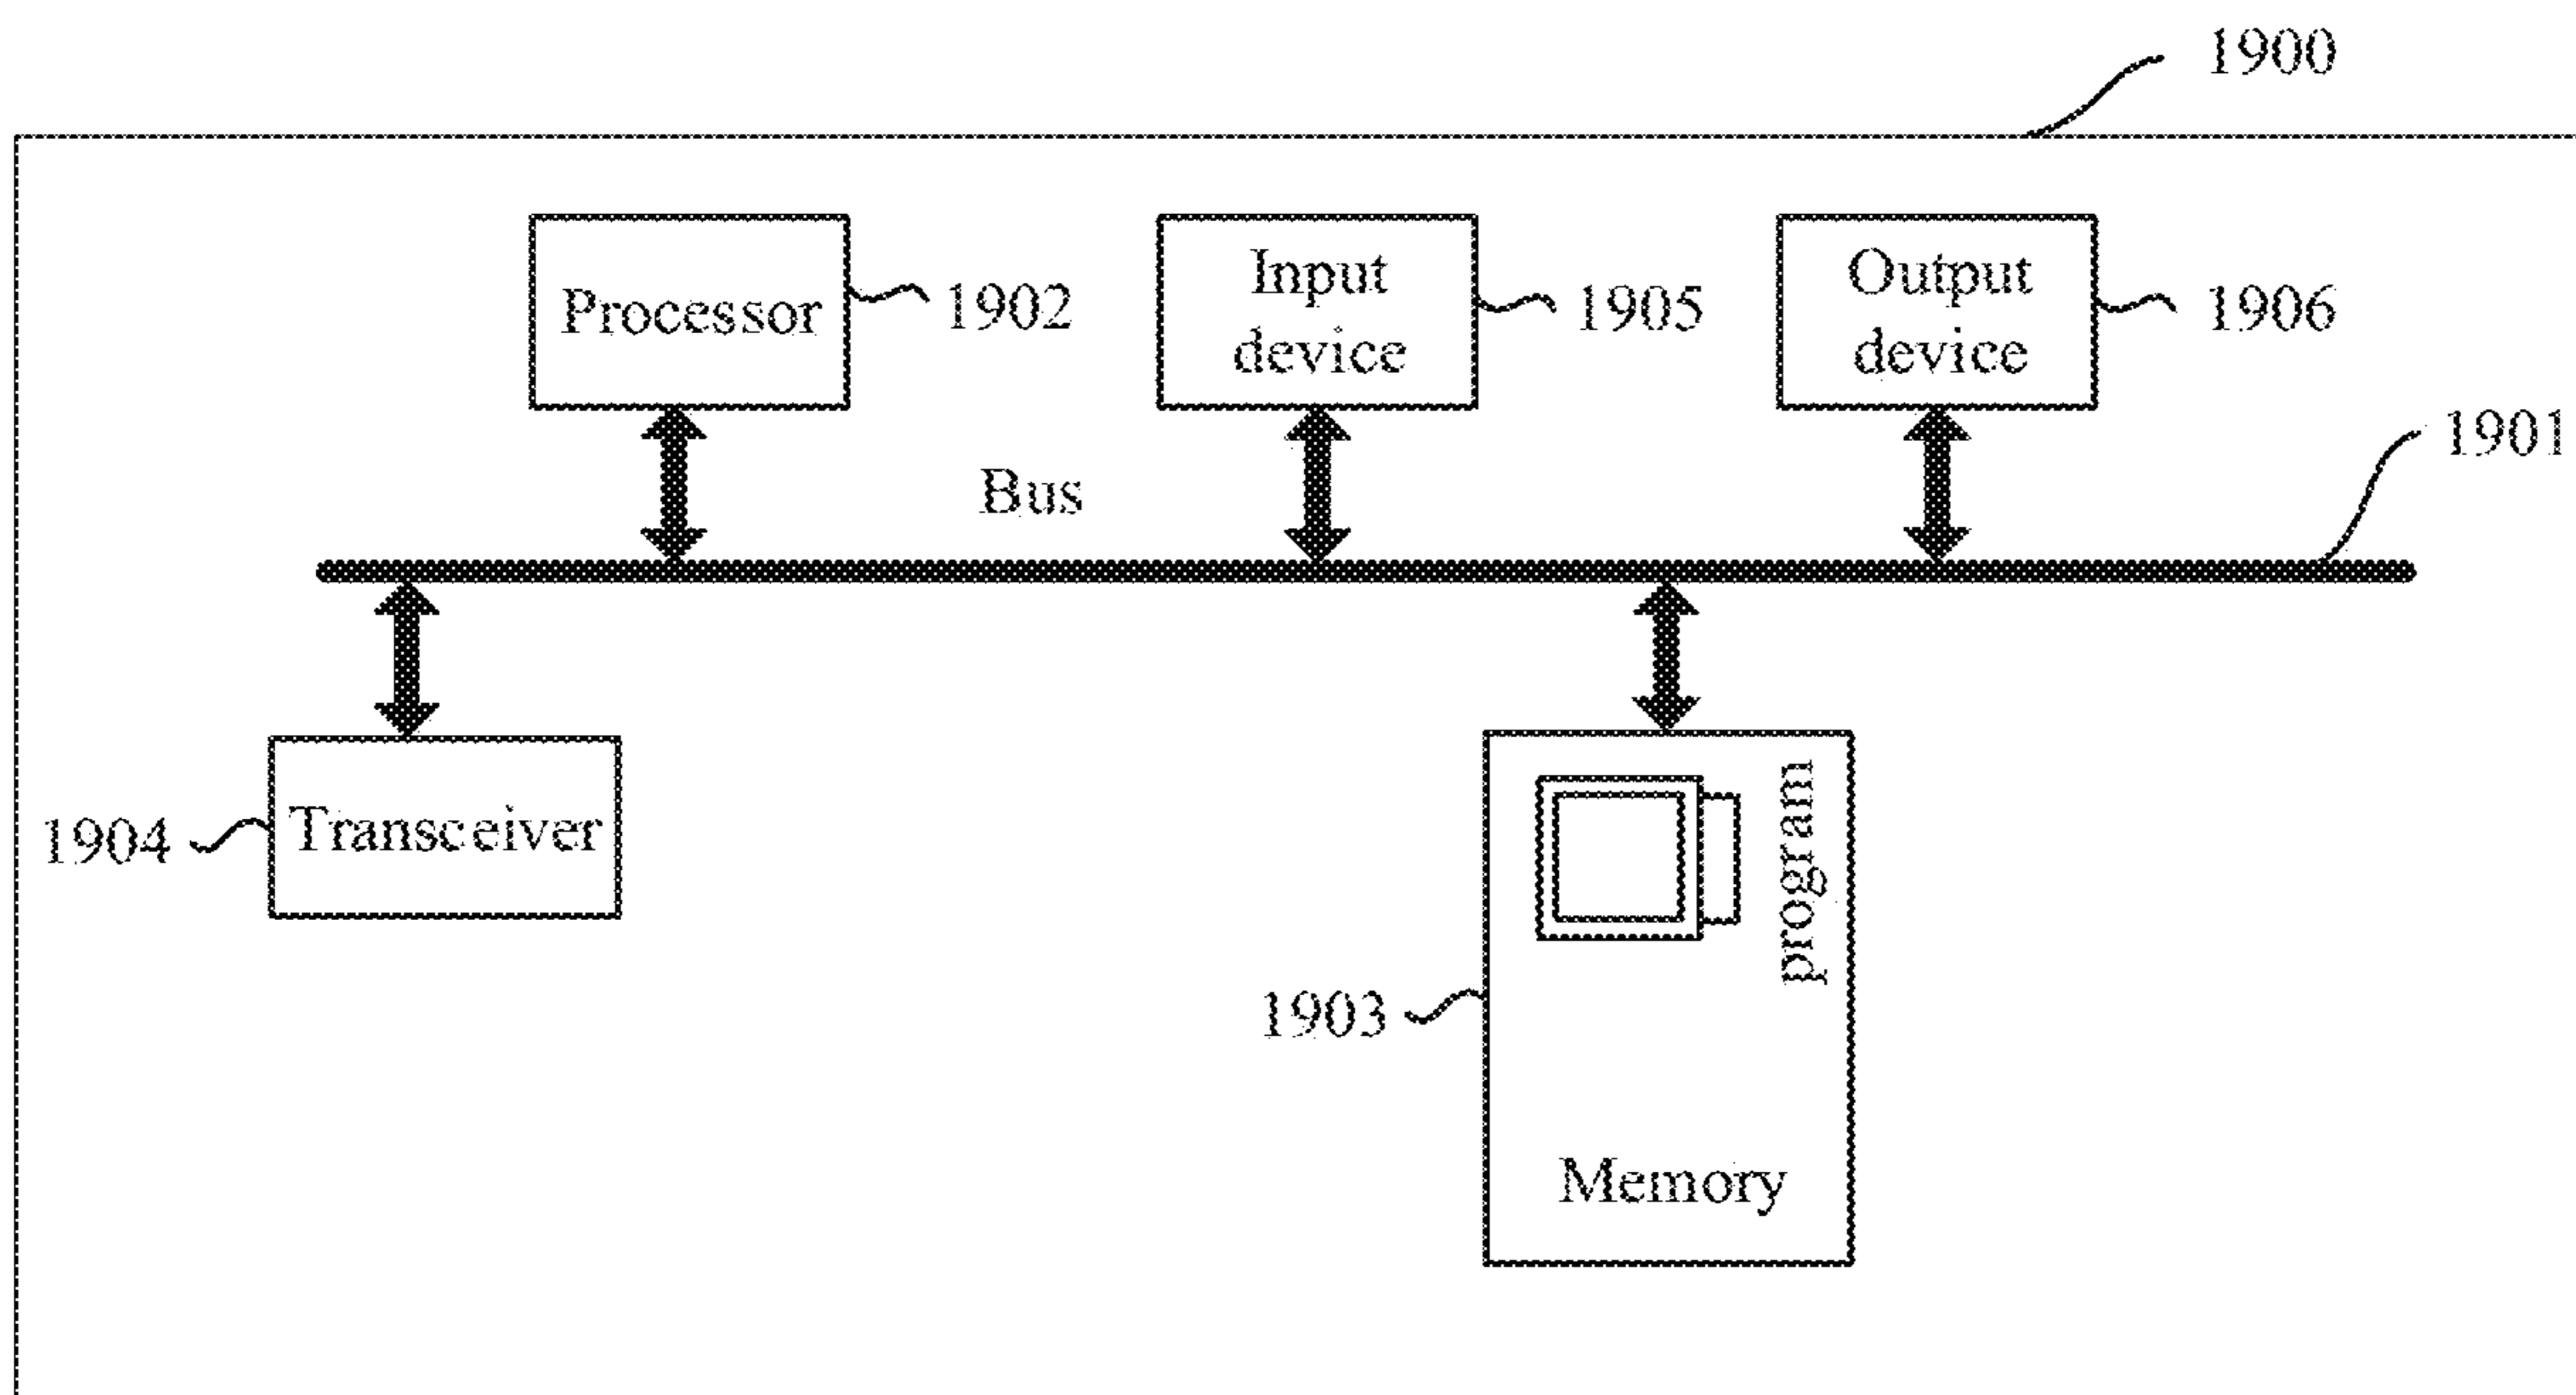 1900
Processor
1902
Input
device
1905
Output
device
1906
1901
Bus
1904
Transceiver
program
1903
Memory